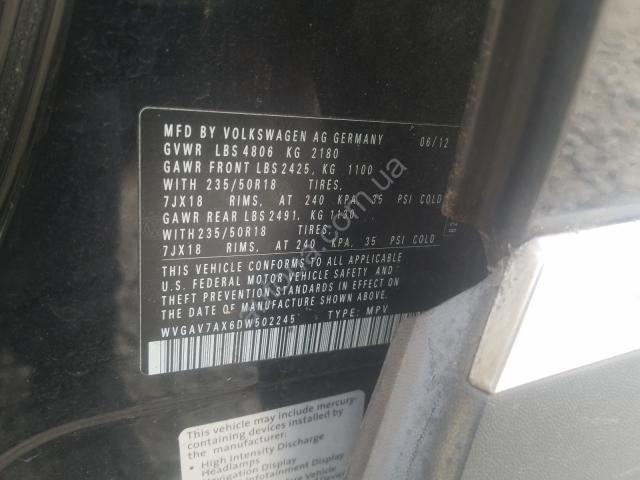 MFD BY VOLKSWAGEN AG GERMANY 06/12
GVWR LBS 4806 KG 2180
GAWR FRONT LBS 2425, KG 1100
WITH 235/50R18 TIRES,
7JX18 RIMS, AT 240 KPA, 35 PSI COLD
GAWR REAR LBS 2491, KG 1130
WITH 235/50R18 TIRES,
7JX18 RIMS, AT 240 KPA, 35 PSI COLD
THIS VEHICLE CONFORMS TO ALL APPLICABLE
U.S. FEDERAL MOTOR VEHICLE SAFETY AND
THEFT PREVENTION STANDARDS IN EFFECT ON
THE DATE OF MANUFACTURE SHOWN ABOVE.
WVGAV7AX6DW502245 TYPE: MPV
This vehicle may include mercury-
containing devices installed by
the manufacturer:
• High Intensity Discharge
Headlamps
Navigation Display
Infotainment Display